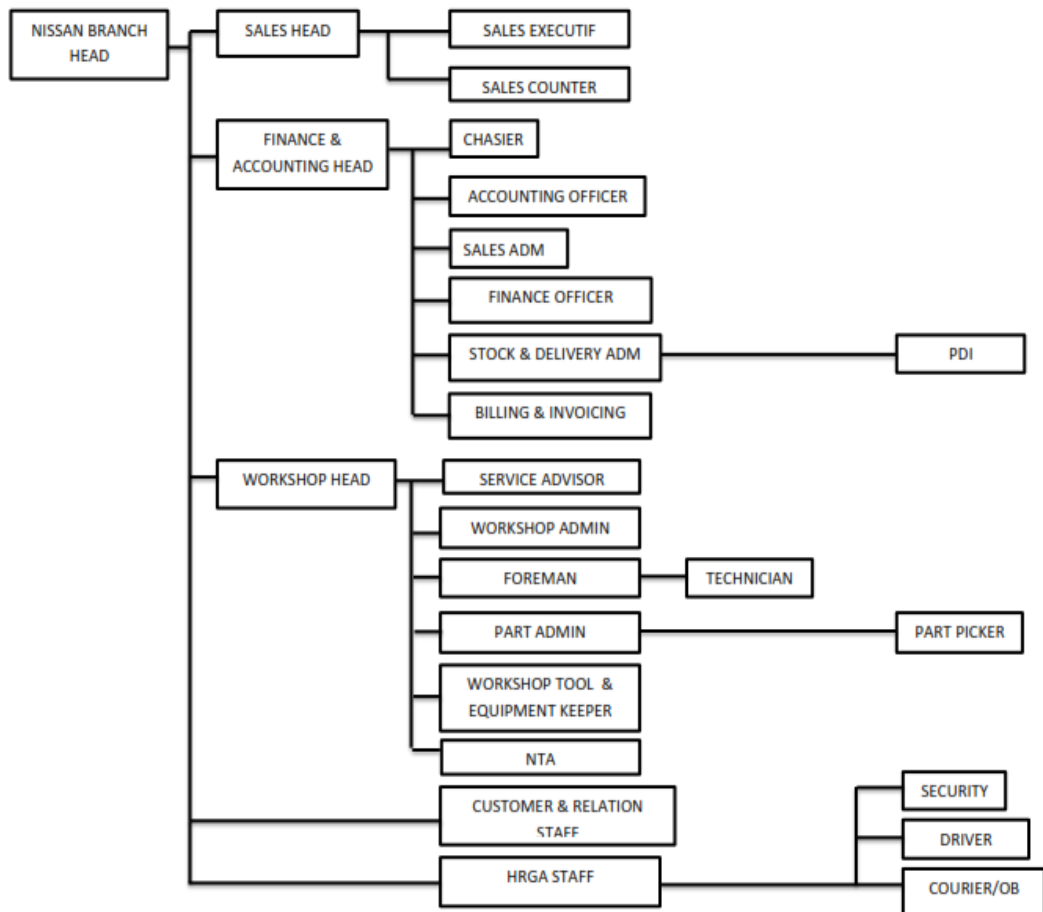 NISSAN BRANCH
HEAD
SALES HEAD
SALES EXECUTIF
SALES COUNTER
FINANCE &
ACCOUNTING HEAD
CHASIER
ACCOUNTING OFFICER
SALES ADM
FINANCE OFFICER
STOCK & DELIVERY ADM
PDI
BILLING & INVOICING
WORKSHOP HEAD
SERVICE ADVISOR
WORKSHOP ADMIN
FOREMAN
TECHNICIAN
PART ADMIN
PART PICKER
WORKSHOP TOOL &
EQUIPMENT KEEPER
NTA
CUSTOMER & RELATION
STAFF
HRGA STAFF
SECURITY
DRIVER
COURIER/OB